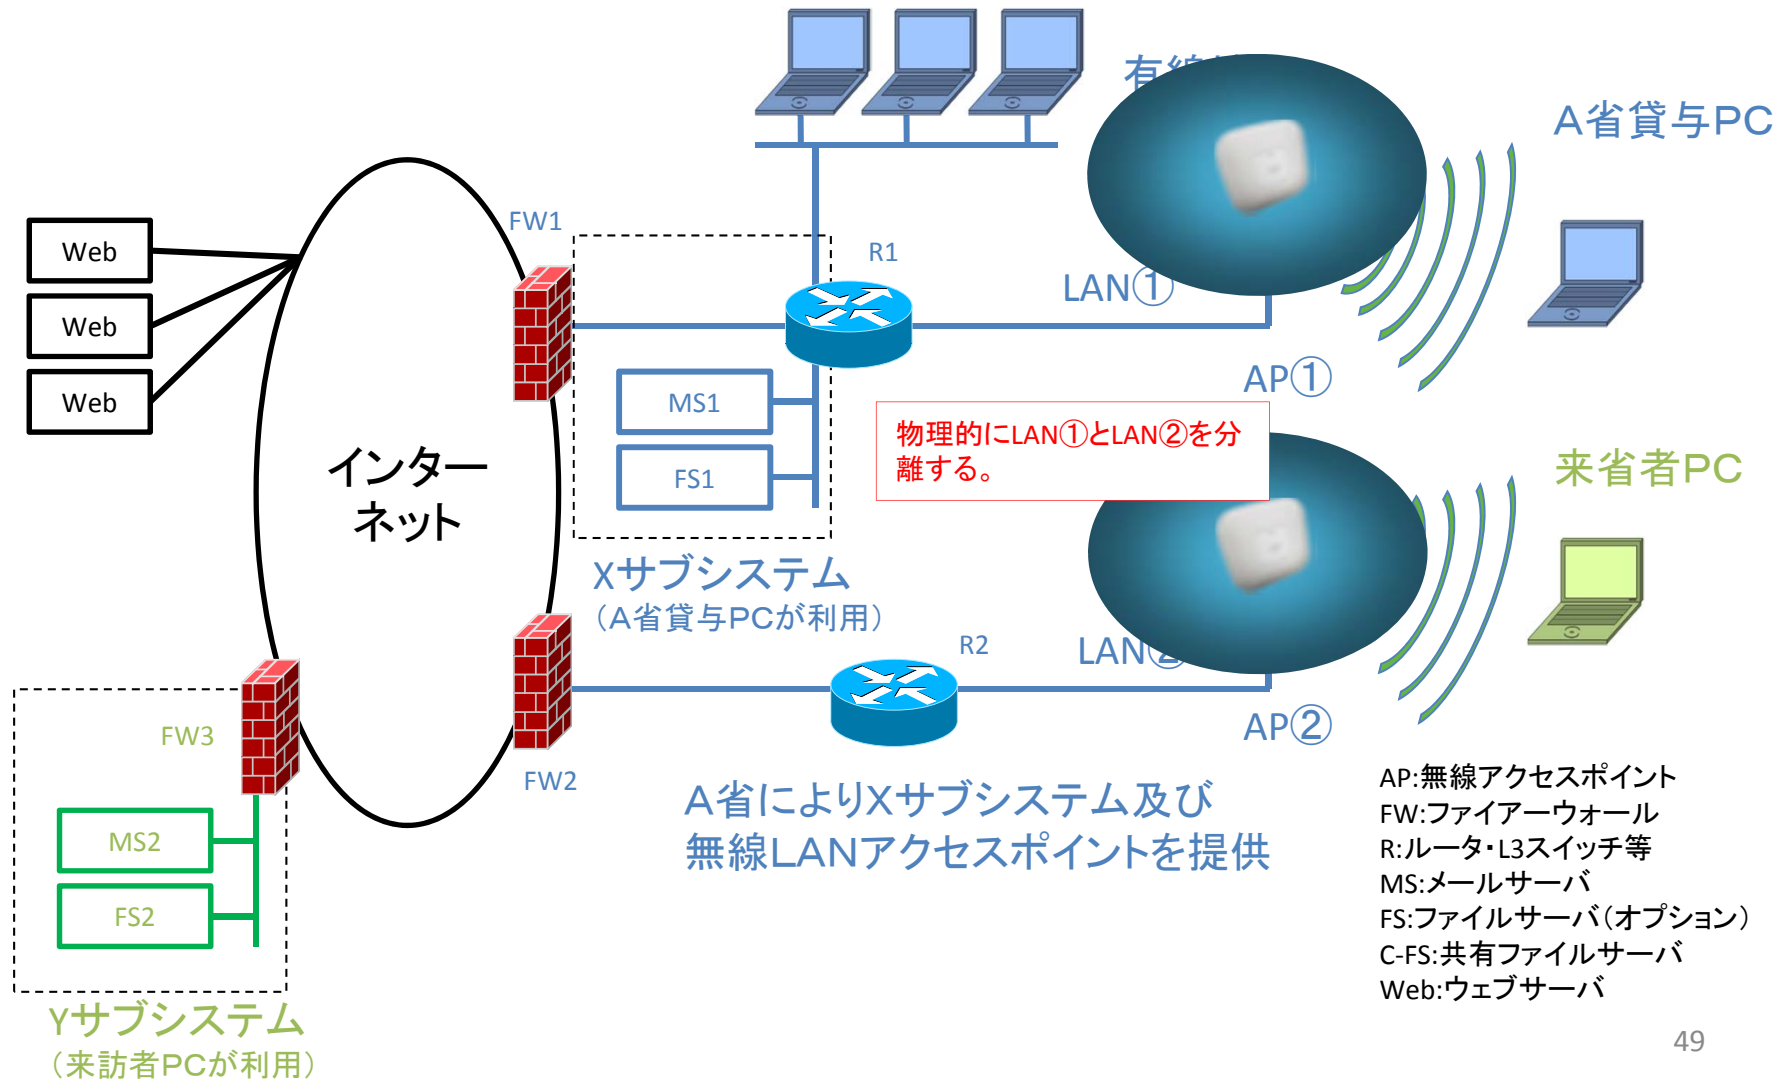 有線
A省貸与PC
FW1
R1
Web
LAN①
Web
AP①
Web
MS1
物理的にLAN①とLAN②を分
離する。
インター
ネット
FS1
来省者PC
Xサブシステム
(A省貸与PCが利用)
R2
LAN②
FW3
FW2
AP②
A省によりXサブシステム及び
無線LANアクセスポイントを提供
MS2
FS2
AP:無線アクセスポイント
FW:ファイアーウォール
R:ルータ・L3スイッチ等
MS:メールサーバ
FS:ファイルサーバ(オプション)
C-FS:共有ファイルサーバ
Web:ウェブサーバ
Yサブシステム
(来訪者PCが利用)
49